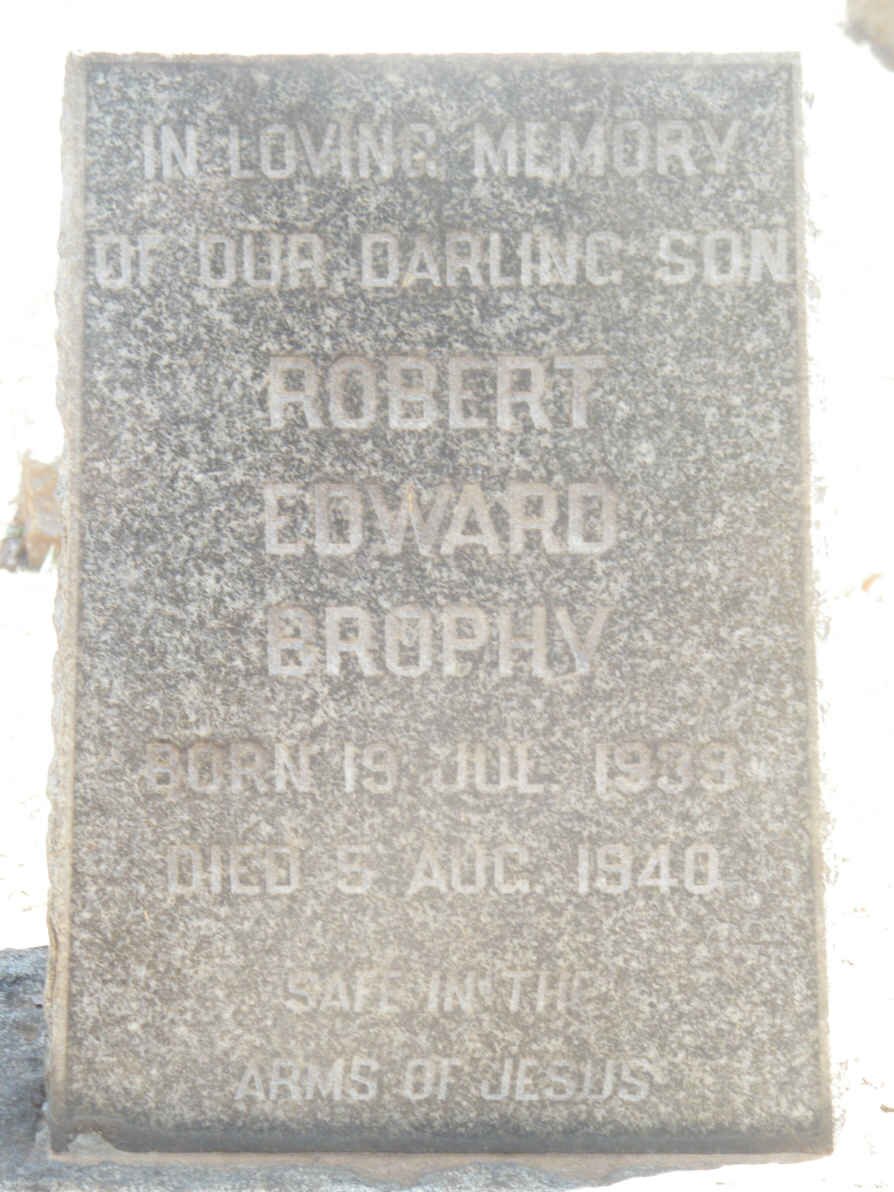 IN LOVING MEMORY
OF OUR DARLING SON
ROBERT
EDWARD
BROPHY
BORN 19 JUL. 1939
DIED 5 AUG. 1940
SAFE IN THE
ARMS OF JESUS